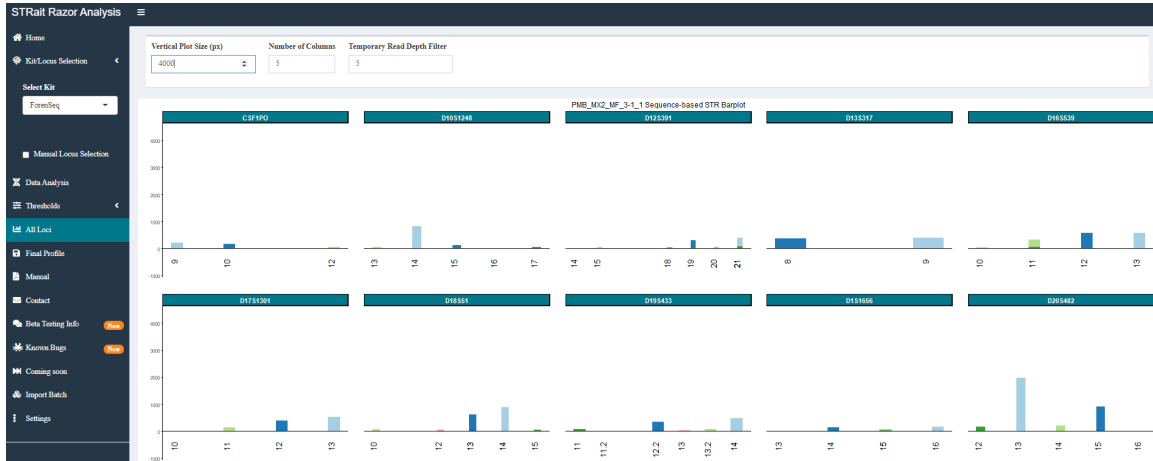 STRait Razor Analysis
Home
Kit/Locus Selection
Select Kit
ForenSeq
Manual Locus Selection
Data Analysis
Thresholds
All Loci
Final Profile
Manual
Contact
Beta Testing Info New
Known Bugs New
Coming soon
Import Batch
Settings
Vertical Plot Size (px) Number of Columns Temporary Read Depth Filter
4000 5 5
PMB_MX2_MF_3-1_1 Sequence-based STR Barplot
CSF1PO D10S1248 D12S391 D13S317 D16S539
4000
3000
2000
1000
0
-1000
9 10 12 13 14 15 16 17 14 15 18 19 20 21 8 9 10 11 12 13
D17S1301 D18S51 D19S433 D1S1656 D20S482
4000
3000
2000
1000
0
-1000
10 11 12 13 10 12 13 14 15 11 11.2 12.2 13 13.2 14 13 14 15 16 12 13 14 15 16